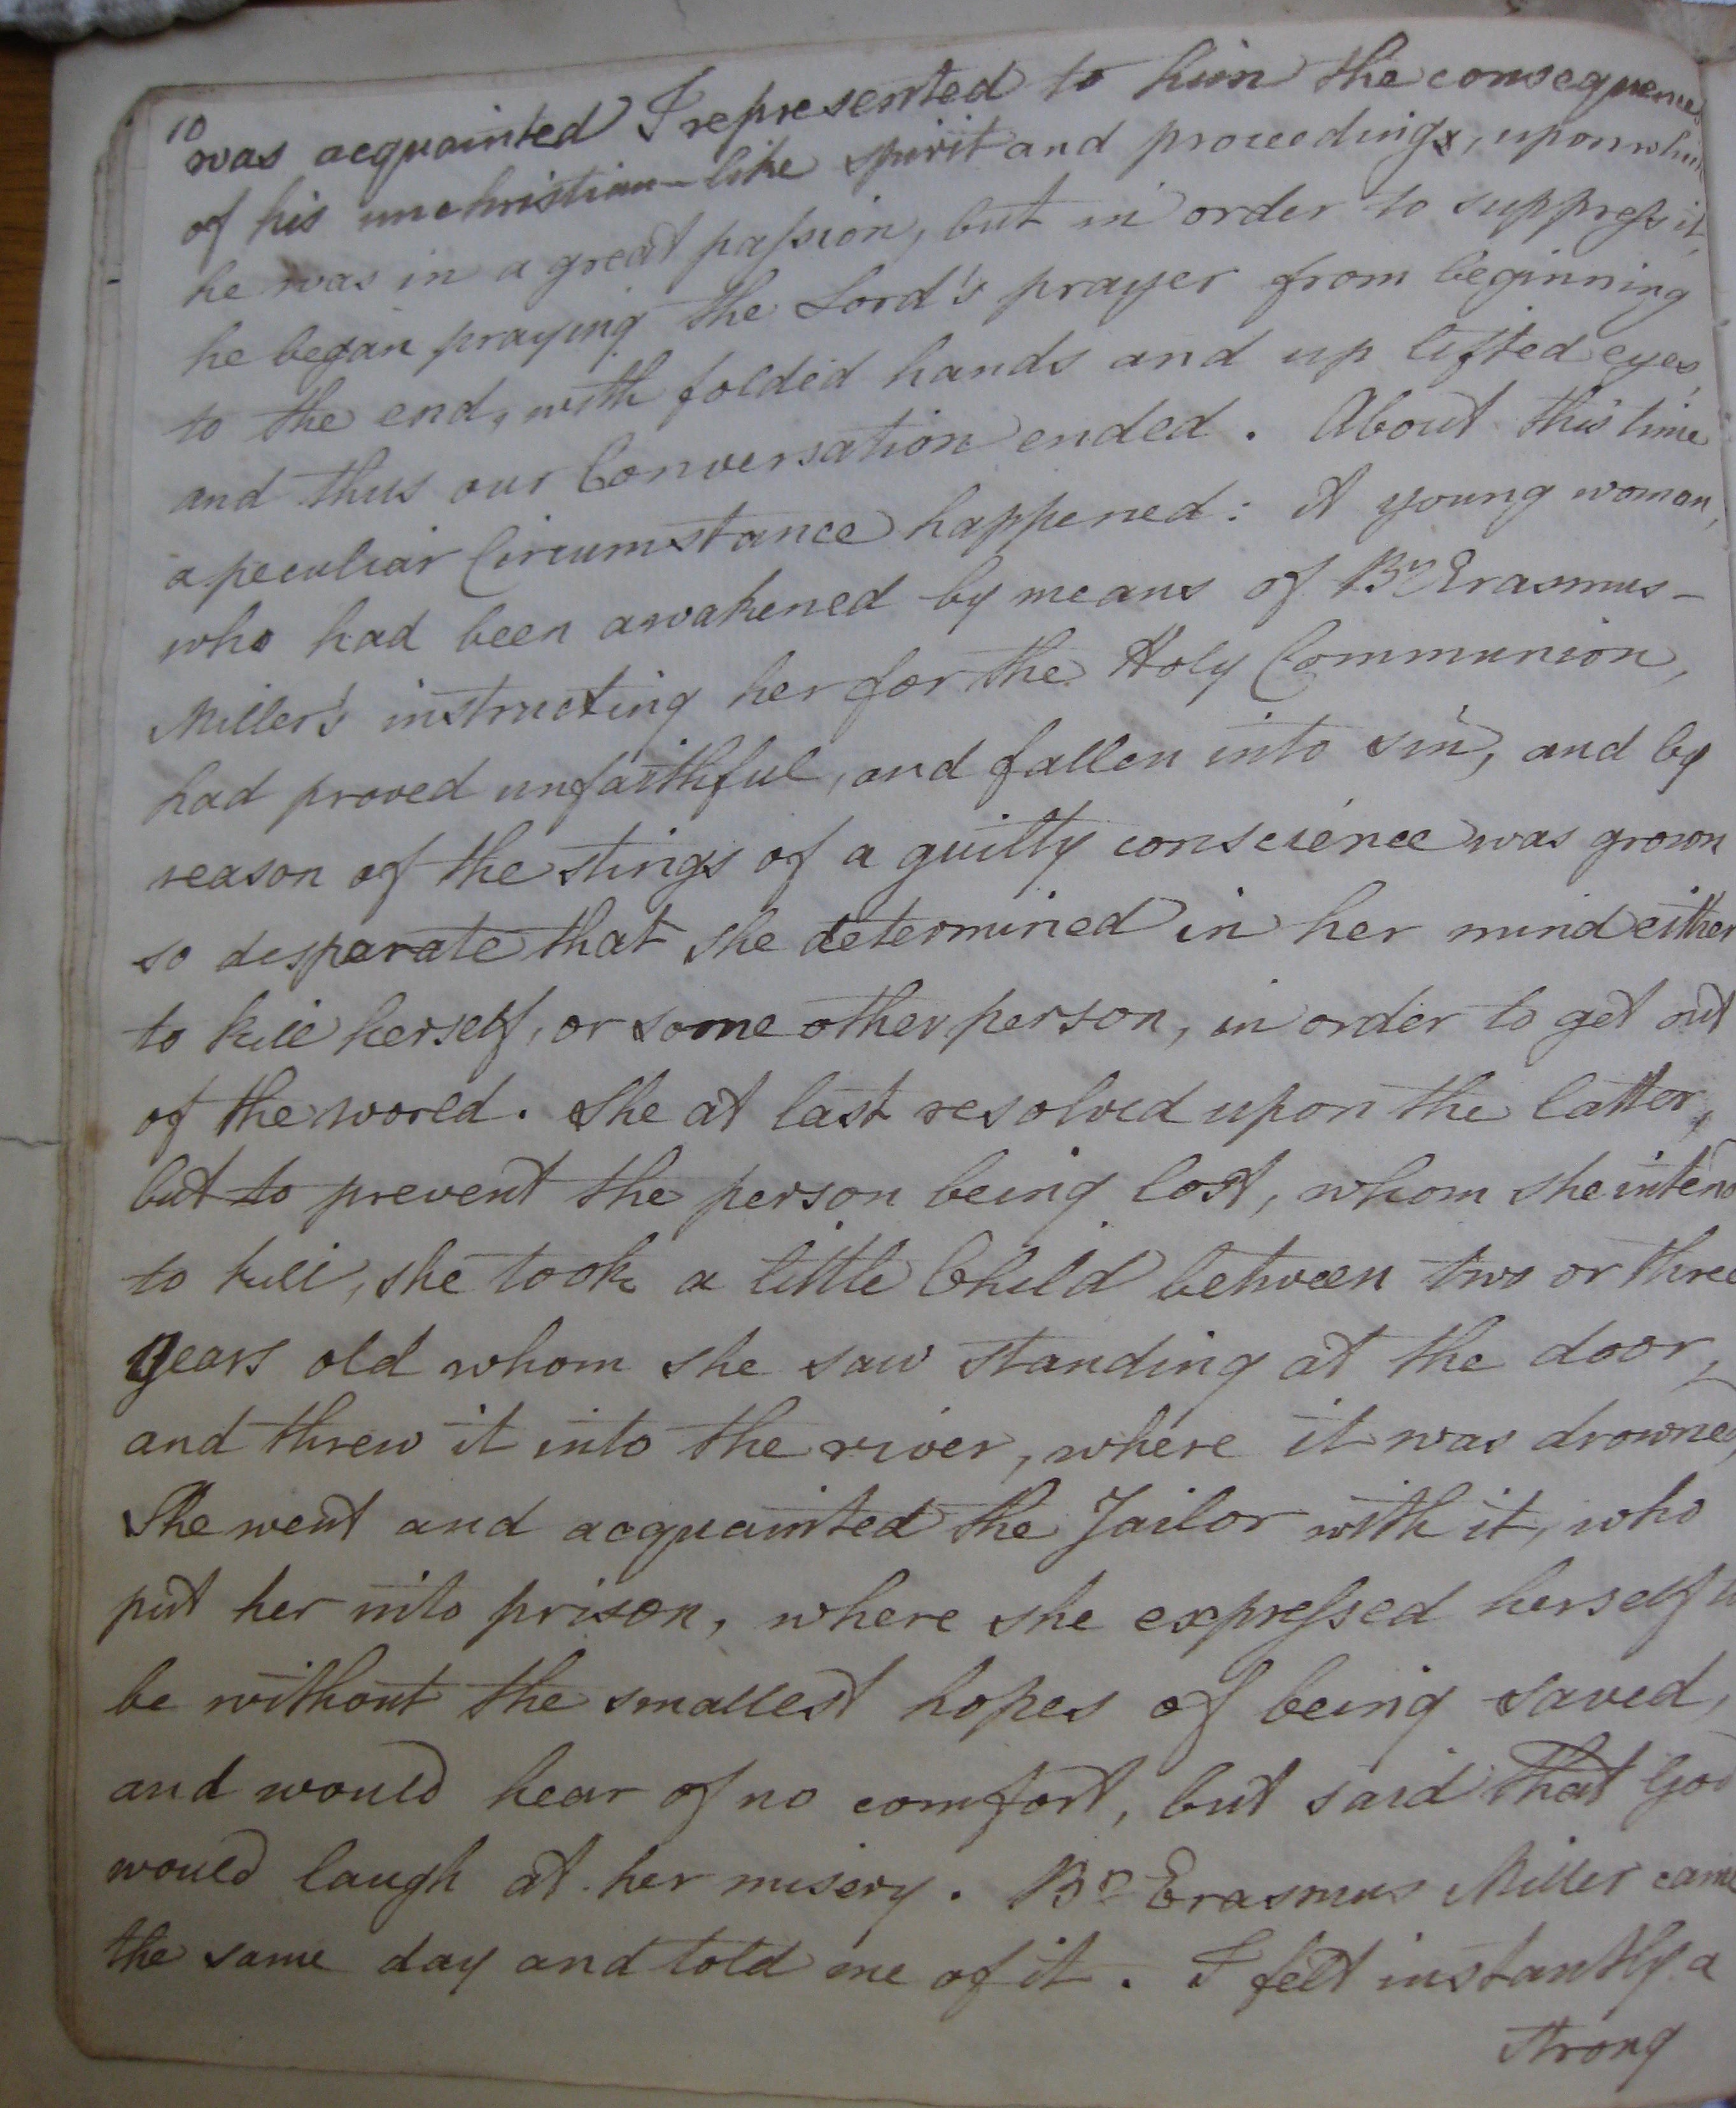 10
was acquainted I represented to him the consequences
of his unchristian-like spirit and proceedings, upon which
he was in a great paſsion, but in order to suppreſs it,
he began praying the Lord's prayer from beginning
to the end, with folded hands and up lifted eyes,
and thus our Conversation ended. About this time
a peculiar Circumstance happened: A young woman,
who had been awakened by means of Br Erasmus-
Miller's instructing her for the Holy Communion,
had proved unfaithful, and fallen into sin, and by
reason of the stings of a guilty conscience was grown
so desparate that she determined in her mind either
to kill herself, or some other person, in order to get out
of the world. She at last resolved upon the latter,
but to prevent the person being lost, whom she inten
to kill, she took a little Child between two or three
years old whom she saw standing at the door,
and threw it into the river, where it was drowned,
She went and acquainted the Jailor with it, who
put her into prison, where she expreſsed herself to
be without the smallest hopes of being saved,
and would hear of no comfort, but said that God
would laugh at her misery. Br Erasmus Miller came
the same day and told me of it. I felt instantly a
strong